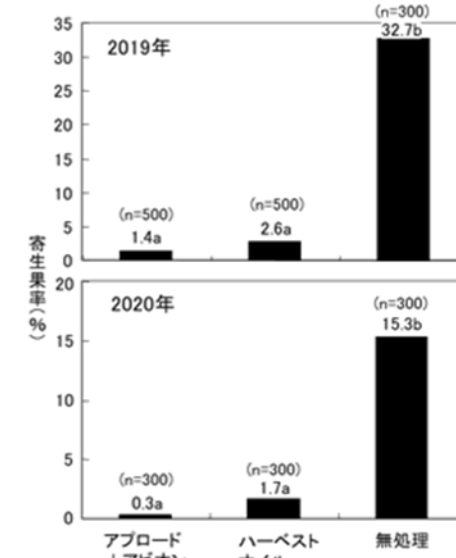 (n=300)
35
32.7b
2019年
30
25
20
15
(n=500)
(n=500)
10
2.6a
1.4a
5
0
寄生果率(%)
20
2020年
(n=300)
15.3b
15
10
5
(n=300)
(n=300)
1.7a
0.3a
0
アプロード
ハーベスト
無処理